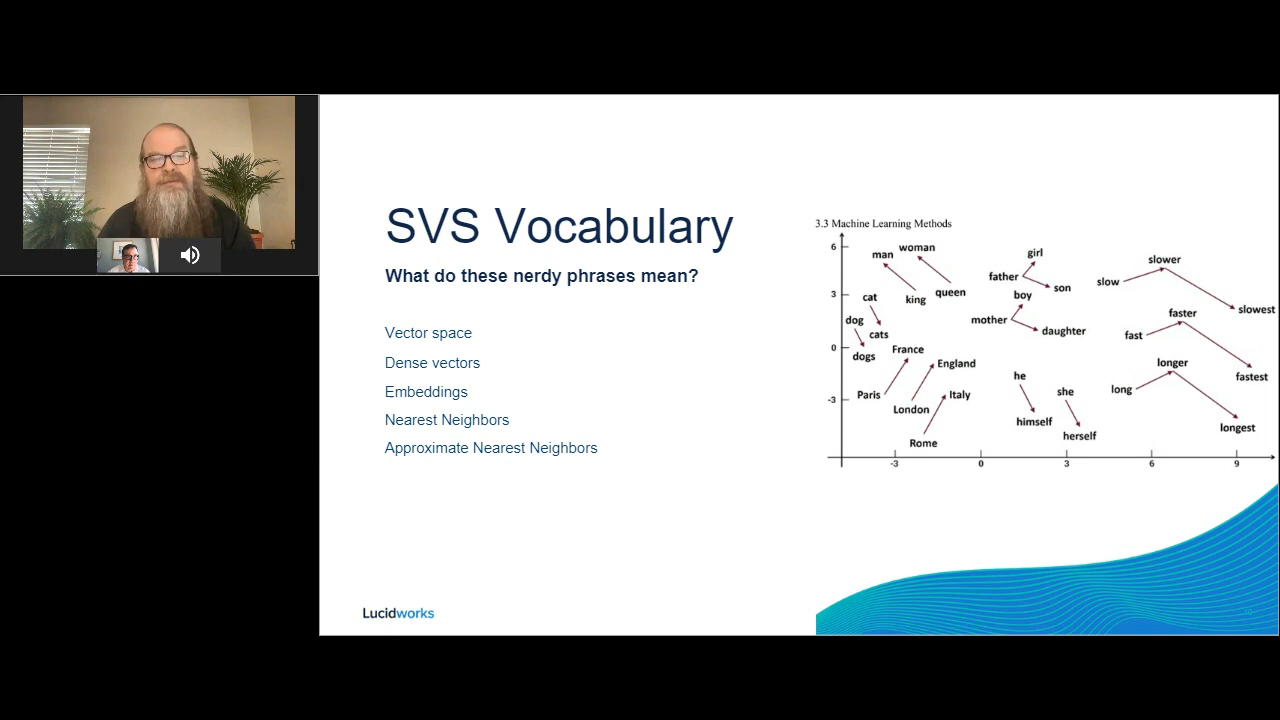 SVS Vocabulary
What do these nerdy phrases mean?
Vector space
Dense vectors
Embeddings
Nearest Neighbors
Approximate Nearest Neighbors
Lucidworks
3.3 Machine Learning Methods
6
3
0
-3
-3
0
3
6
9
man
woman
king
queen
cat
cats
dog
dogs
France
Paris
England
London
Italy
Rome
father
girl
son
boy
mother
daughter
he
himself
she
herself
slow
slower
slowest
fast
faster
fastest
long
longer
longest